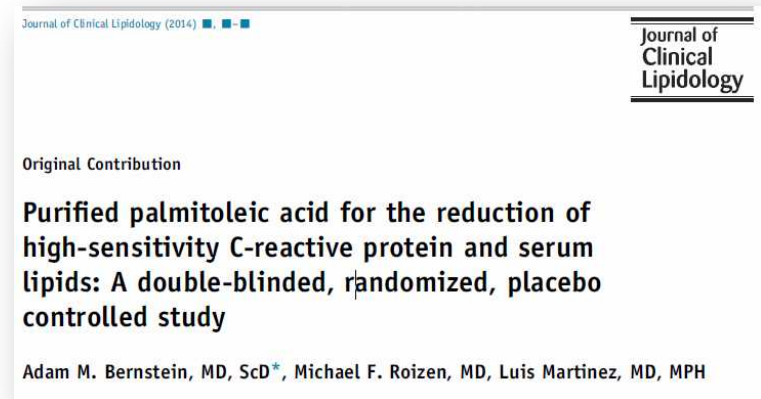 Journal of Clinical Lipidology (2014) ■, ■–■
Journal of
Clinical
Lipidology
Original Contribution
Purified palmitoleic acid for the reduction of
high-sensitivity C-reactive protein and serum
lipids: A double-blinded, randomized, placebo
controlled study
Adam M. Bernstein, MD, ScD*, Michael F. Roizen, MD, Luis Martinez, MD, MPH